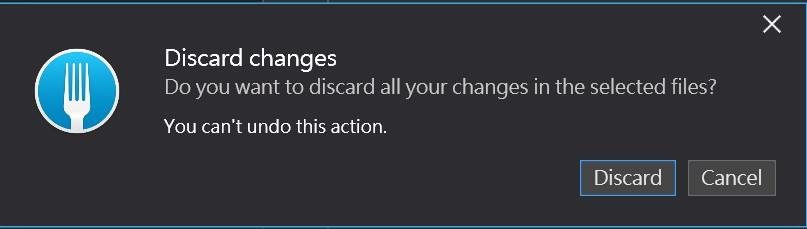 Discard changes
Do you want to discard all your changes in the selected files?
You can't undo this action.
Discard
Cancel